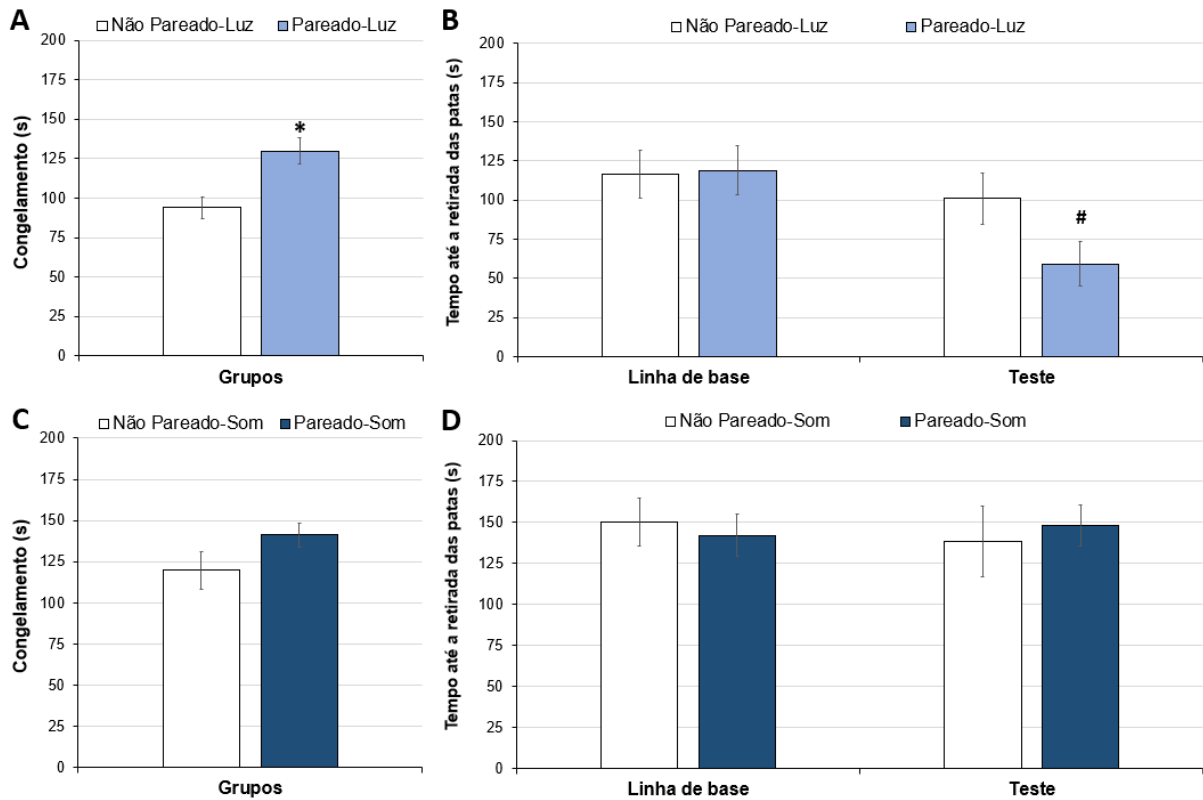 A
Não Pareado-Luz Pareado-Luz
Congelamento (s)
200
175
150
125
100
75
50
25
0
*
Grupos
B
Não Pareado-Luz Pareado-Luz
Tempo até a retirada das patas (s)
200
175
150
125
100
75
50
25
0
#
Linha de base Teste
C
Não Pareado-Som Pareado-Som
Congelamento (s)
200
175
150
125
100
75
50
25
0
Grupos
D
Não Pareado-Som Pareado-Som
Tempo até a retirada das patas (s)
200
175
150
125
100
75
50
25
0
Linha de base Teste